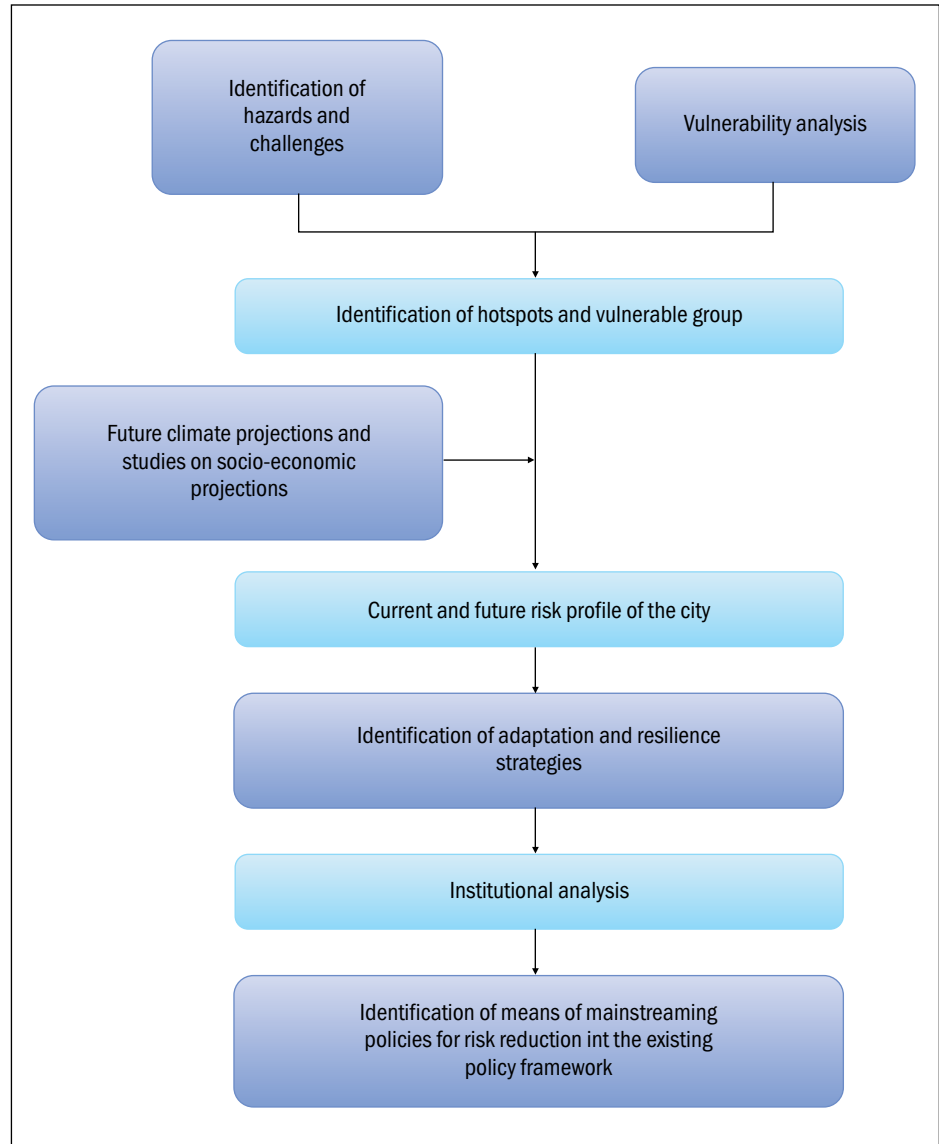 Identification of
hazards and
challenges
Vulnerability analysis
Identification of hotspots and vulnerable group
Future climate projections and
studies on socio-economic
projections
Current and future risk profile of the city
Identification of adaptation and resilience
strategies
Institutional analysis
Identification of means of mainstreaming
policies for risk reduction int the existing
policy framework